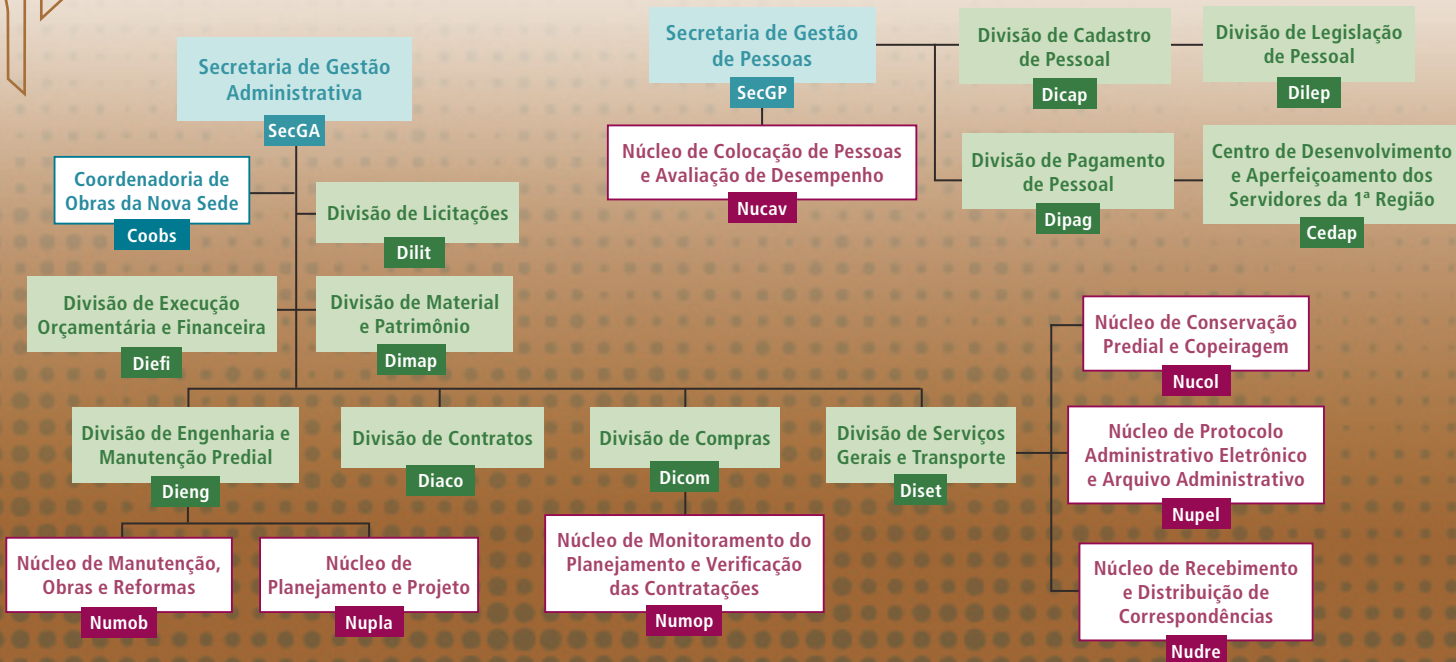 Secretaria de Gestão
Administrativa
SecGA
Coordenadoria de
Obras da Nova Sede
Coobs
Divisão de Licitações
Dilit
Divisão de Execução
Orçamentária e Financeira
Diefi
Divisão de Material
e Patrimônio
Dimap
Divisão de Engenharia e
Manutenção Predial
Dieng
Divisão de Contratos
Diaco
Divisão de Compras
Dicom
Divisão de Serviços
Gerais e Transporte
Diset
Núcleo de Manutenção,
Obras e Reformas
Numob
Núcleo de
Planejamento e Projeto
Nupla
Núcleo de Monitoramento do
Planejamento e Verificação
das Contratações
Numop
Núcleo de Conservação
Predial e Copeiragem
Nucol
Núcleo de Protocolo
Administrativo Eletrônico
e Arquivo Administrativo
Nupel
Núcleo de Recebimento
e Distribuição de
Correspondências
Nudre
Secretaria de Gestão
de Pessoas
SecGP
Núcleo de Colocação de Pessoas
e Avaliação de Desempenho
Nucav
Divisão de Cadastro
de Pessoal
Dicap
Divisão de Legislação
de Pessoal
Dilep
Divisão de Pagamento
de Pessoal
Dipag
Centro de Desenvolvimento
e Aperfeiçoamento dos
Servidores da 1ª Região
Cedap